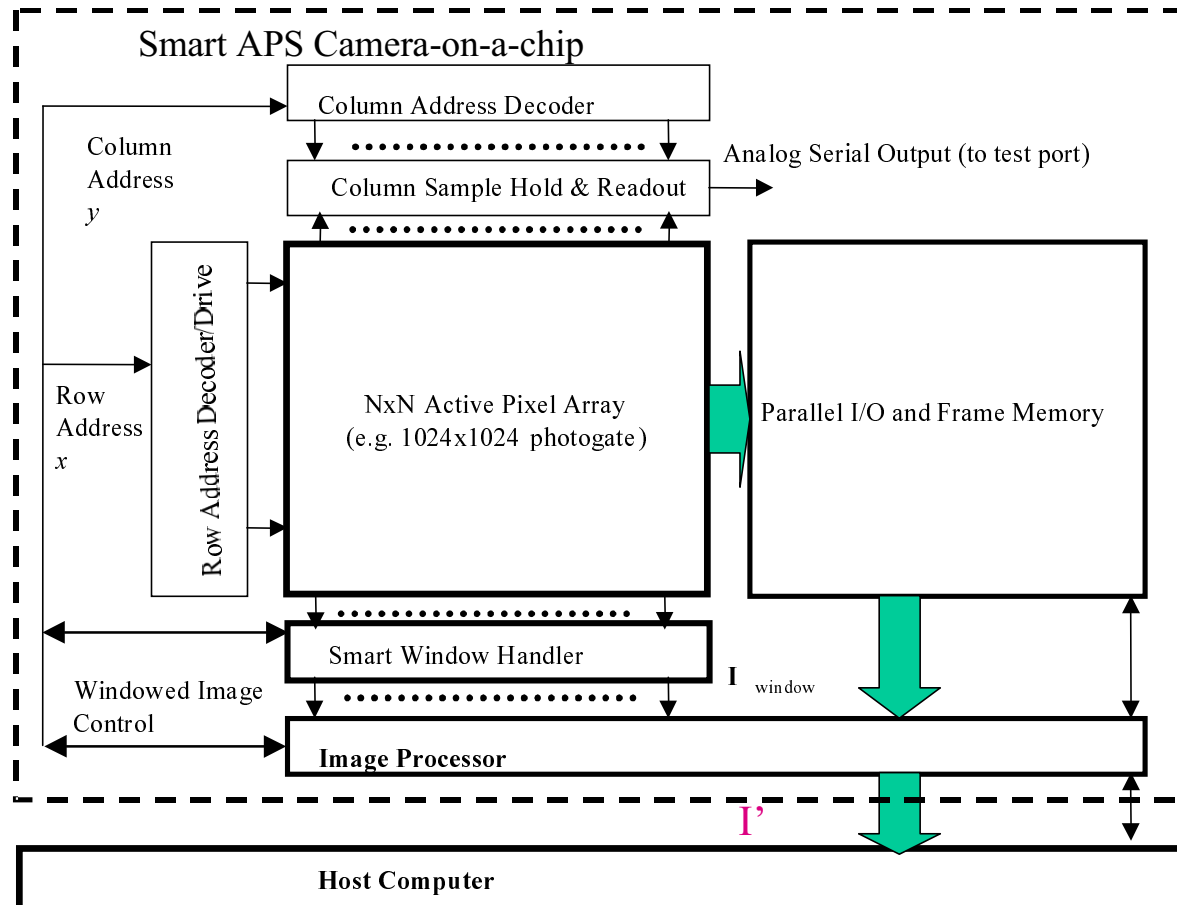 Smart APS Camera-on-a-chip
Column Address Decoder
Column
Address
y
Analog Serial Output (to test port)
Column Sample Hold & Readout
Row Address Decoder/Drive
Row
Address
x
NxN Active Pixel Array
(e.g. 1024x1024 photogate)
Parallel I/O and Frame Memory
Smart Window Handler
I window
Windowed Image
Control
Image Processor
I’
Host Computer